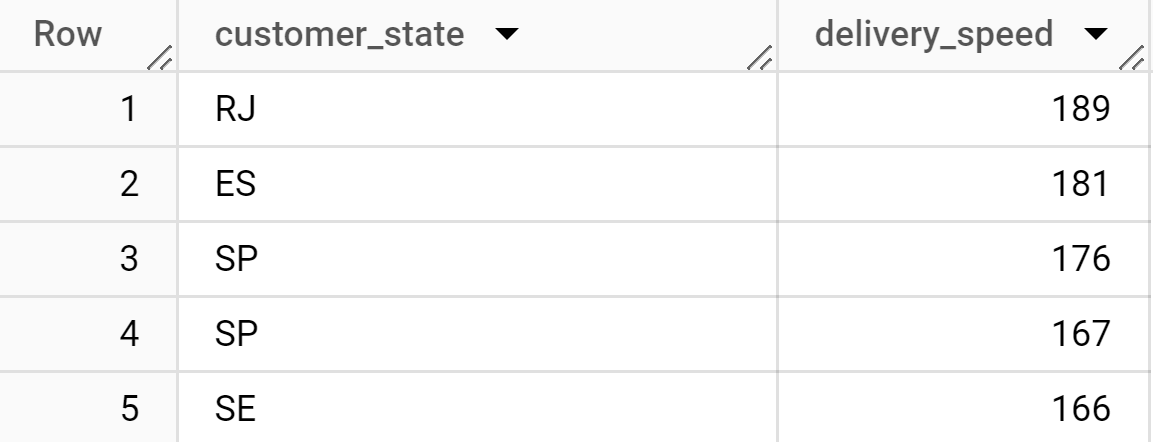 Row customer_state delivery_speed
1 RJ 189
2 ES 181
3 SP 176
4 SP 167
5 SE 166